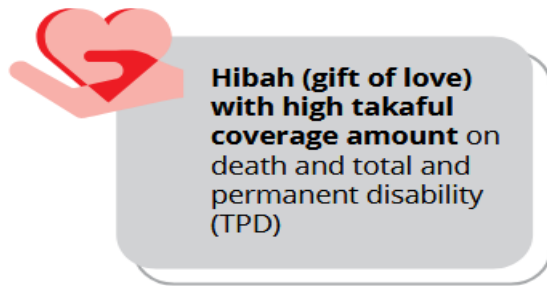 Hibah (gift of love)
with high takaful
coverage amount on
death and total and
permanent disability
(TPD)